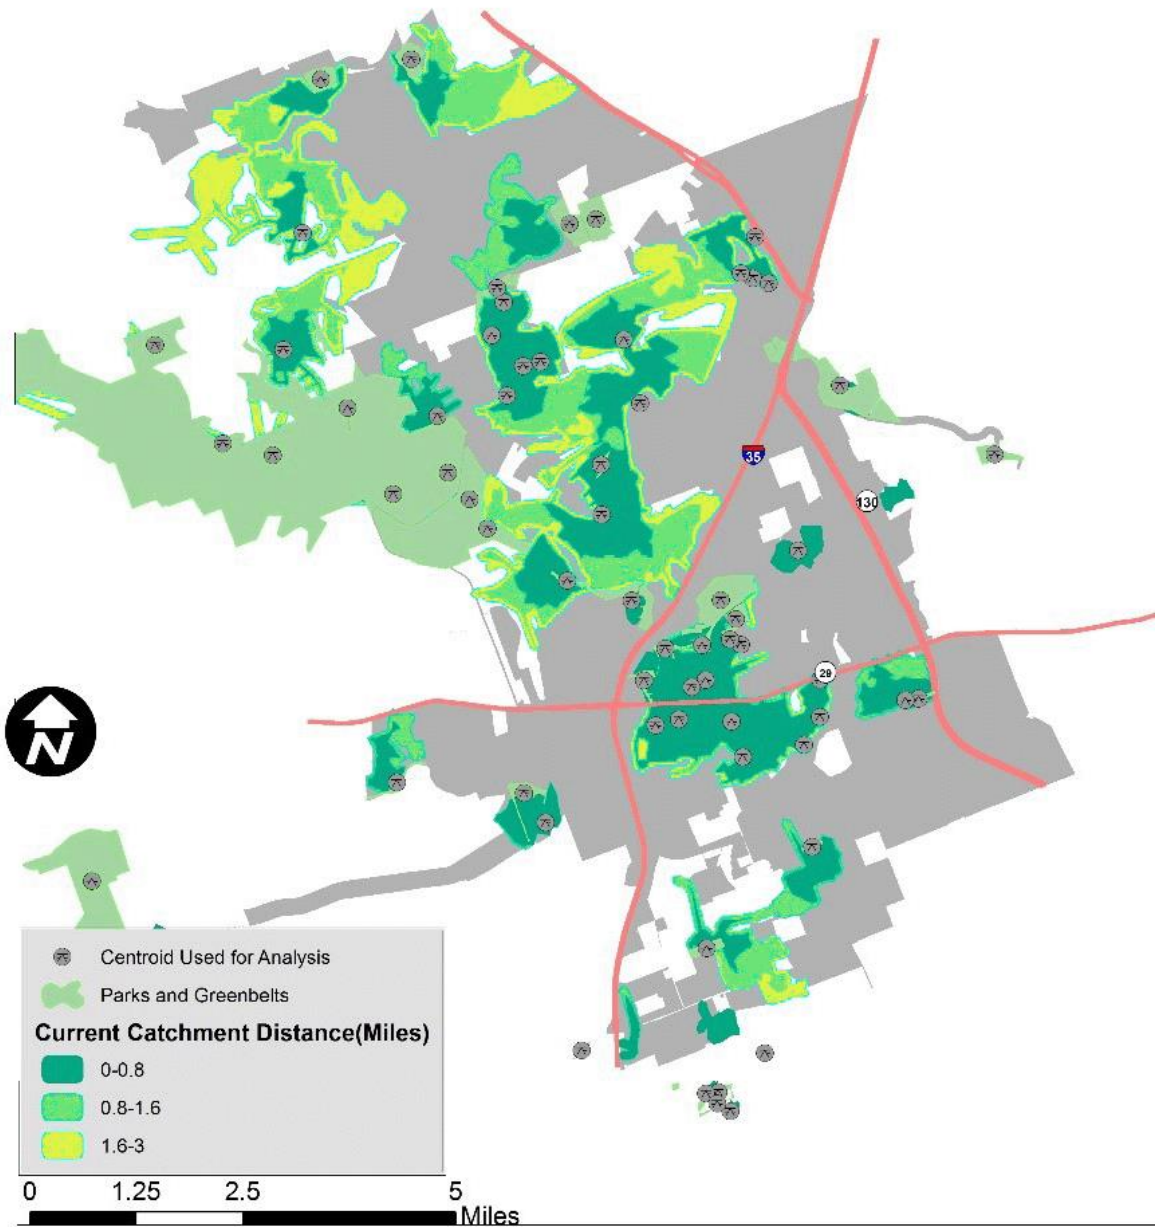 35
130
29
N
Centroid Used for Analysis
Parks and Greenbelts
Current Catchment Distance(Miles)
0-0.8
0.8-1.6
1.6-3
0 1.25 2.5 5
Miles